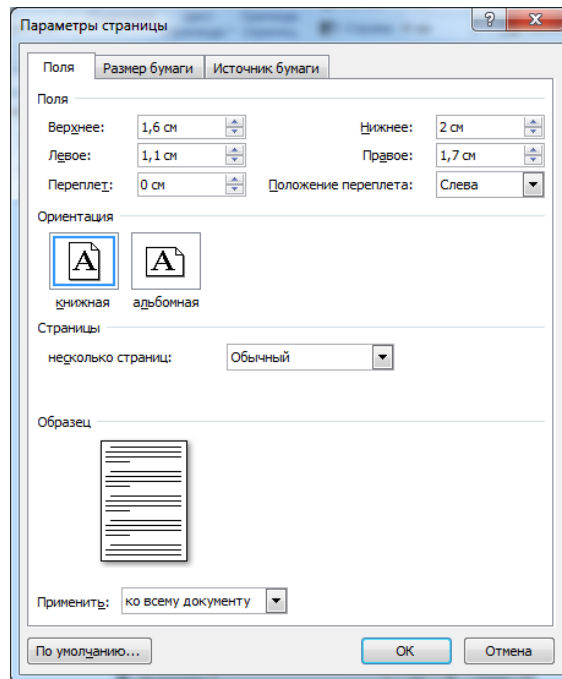 Параметры страницы
Поля Размер бумаги Источник бумаги
Поля
Верхнее: 1,6 см Нижнее: 2 см
Левое: 1,1 см Правое: 1,7 см
Переплет: 0 см Положение переплета: Слева
Ориентация
A A
книжная альбомная
Страницы
несколько страниц: Обычный
Образец
Применить: ко всему документу
По умолчанию... ОК Отмена